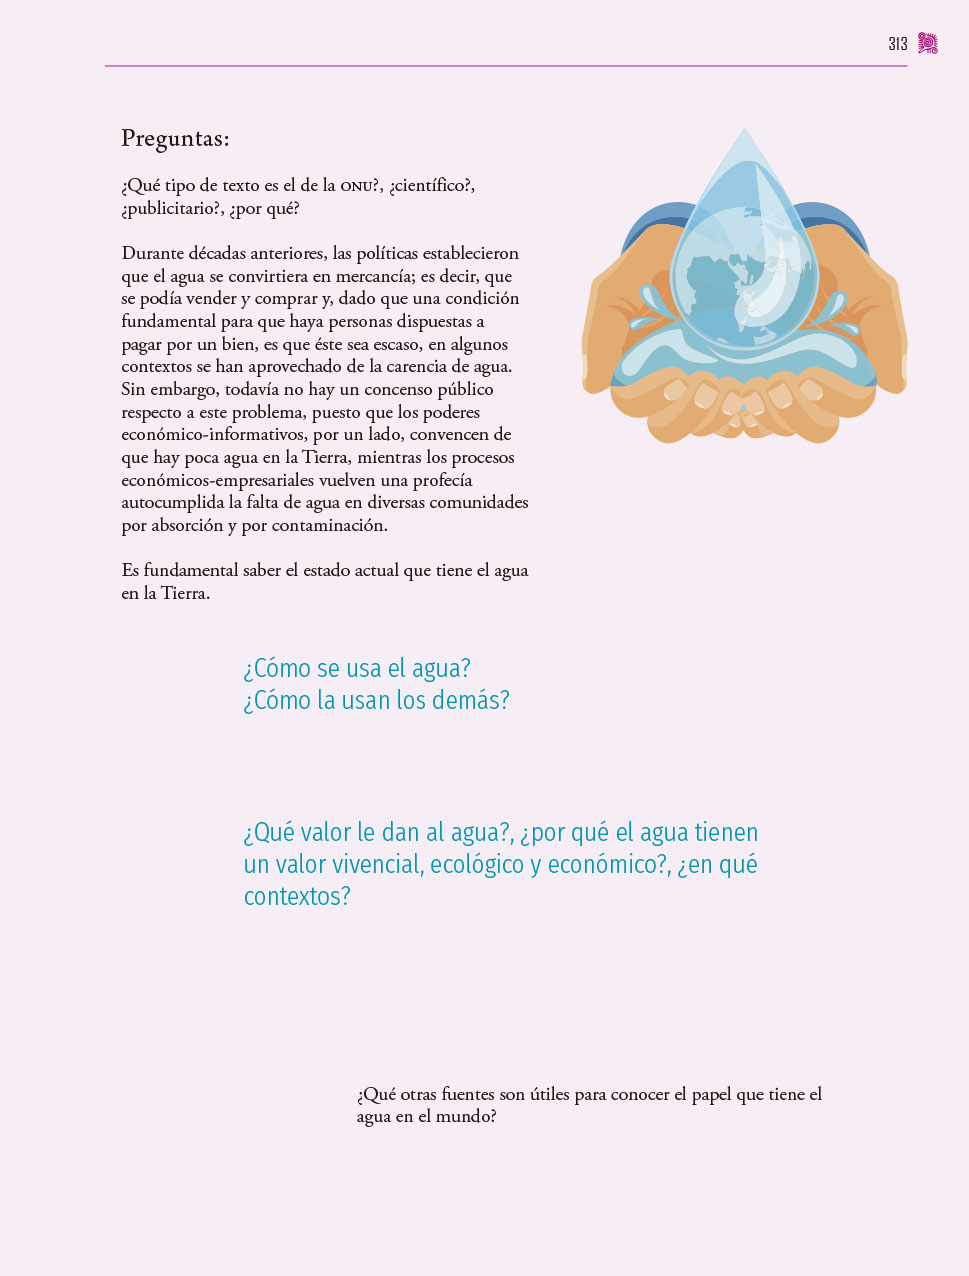 313
Preguntas:
¿Qué tipo de texto es el de la ONU?, ¿científico?,
¿publicitario?, ¿por qué?
Durante décadas anteriores, las políticas establecieron
que el agua se convirtiera en mercancía; es decir, que
se podía vender y comprar y, dado que una condición
fundamental para que haya personas dispuestas a
pagar por un bien, es que éste sea escaso, en algunos
contextos se han aprovechado de la carencia de agua.
Sin embargo, todavía no hay un concenso público
respecto a este problema, puesto que los poderes
económico-informativos, por un lado, convencen de
que hay poca agua en la Tierra, mientras los procesos
económicos-empresariales vuelven una profecía
autocumplida la falta de agua en diversas comunidades
por absorción y por contaminación.
Es fundamental saber el estado actual que tiene el agua
en la Tierra.
¿Cómo se usa el agua?
¿Cómo la usan los demás?
¿Qué valor le dan al agua?, ¿por qué el agua tienen
un valor vivencial, ecológico y económico?, ¿en qué
contextos?
¿Qué otras fuentes son útiles para conocer el papel que tiene el
agua en el mundo?